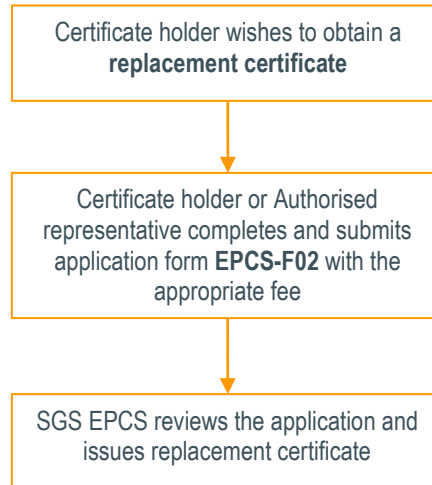 Certificate holder wishes to obtain a
replacement certificate
Certificate holder or Authorised
representative completes and submits
application form EPCS-F02 with the
appropriate fee
SGS EPCS reviews the application and
issues replacement certificate